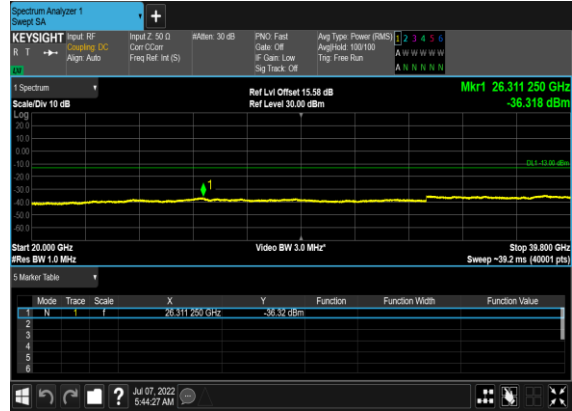 Spectrum Analyzer 1
Swept SA
+
KEYSIGHT Input: RF Input Z: 50 Ω #Atten: 30 dB PNO: Fast Avg Type: Power (RMS) 1 2 3 4 5 6
R T Coupling: DC Corr CCorr Gate: Off Avg|Hold: 100/100 A W W W W W
Align: Auto Freq Ref: Int (S) IF Gain: Low Trig: Free Run
LW Sig Track: Off A N N N N N
1 Spectrum Ref Lvl Offset 15.58 dB Mkr1 26.311 250 GHz
Scale/Div 10 dB Ref Level 30.00 dBm -36.318 dBm
Log
20.0
10.0
0.00
-10.0 DL1 -13.00 dBm
-20.0
-30.0 1
-40.0
-50.0
-60.0
Start 20.000 GHz Video BW 3.0 MHz* Stop 39.800 GHz
#Res BW 1.0 MHz Sweep ~39.2 ms (40001 pts)
5 Marker Table
Mode Trace Scale X Y Function Function Width Function Value
1 N 1 f 26.311 250 GHz -36.32 dBm
2
3
4
5
6
? Jul 07, 2022
5:44:27 AM